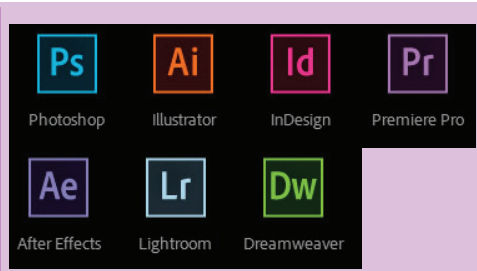 Ps Ai Id Pr
Photoshop Illustrator InDesign Premiere Pro
Ae Lr Dw
After Effects Lightroom Dreamweaver